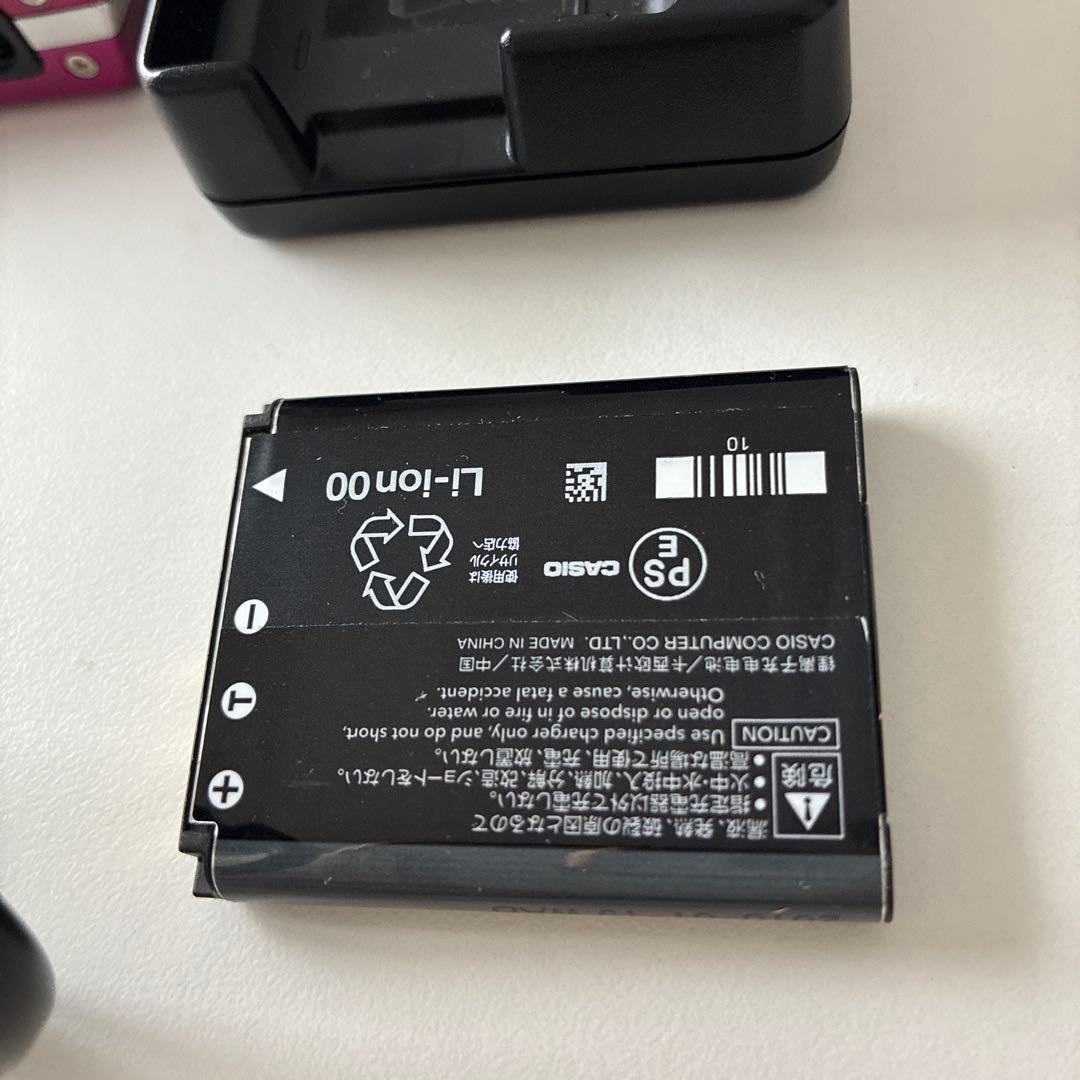 漏液、発熱、破裂の原因となるので
危険
• 指定充電器以外で充電しない。
• 火中・水中投入、加熱、分解、改造、ショートをしない。
• 高温な場所で使用、充電、放置しない。
CAUTION
Use specified charger only, and do not short,
open or dispose of in fire or water.
Otherwise, cause a fatal accident.
锂离子充电电池/卡西欧计算机株式会社/中国
CASIO COMPUTER CO.,LTD. MADE IN CHINA
PS
E
CASIO
使用後は
リサイクル
協力店へ
10
Li-ion 00
+
T
−